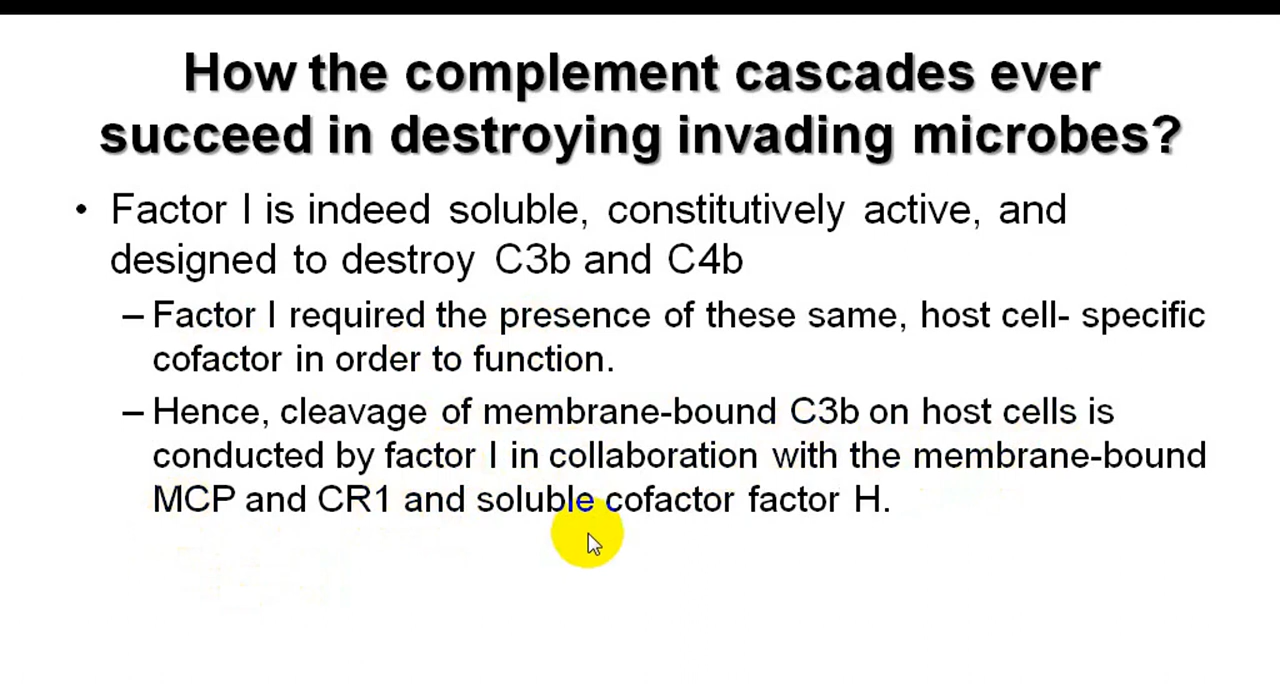 How the complement cascades ever
succeed in destroying invading microbes?
• Factor I is indeed soluble, constitutively active, and
designed to destroy C3b and C4b
– Factor I required the presence of these same, host cell- specific
cofactor in order to function.
– Hence, cleavage of membrane-bound C3b on host cells is
conducted by factor I in collaboration with the membrane-bound
MCP and CR1 and soluble cofactor factor H.